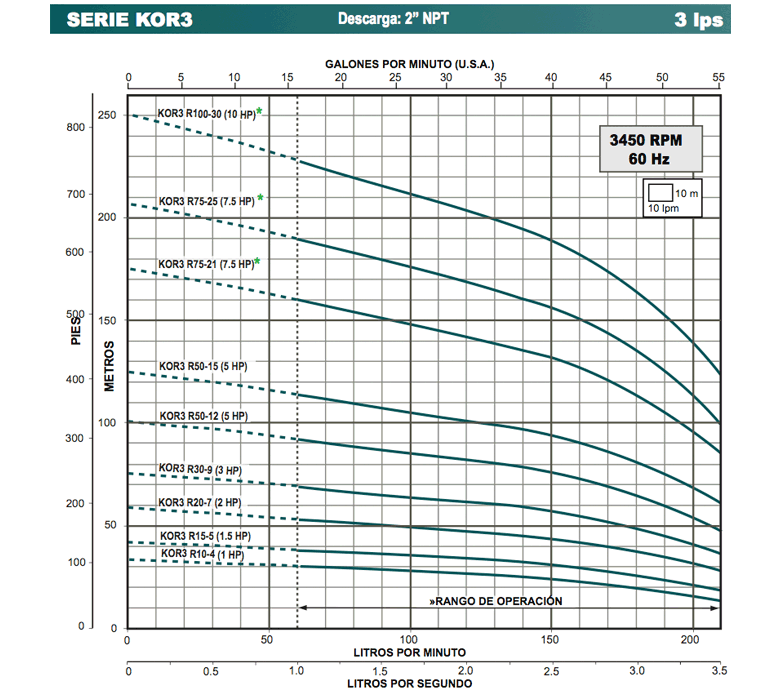 SERIE KOR3 Descarga: 2” NPT 3 lps
GALONES POR MINUTO (U.S.A.)
0 5 10 15 16 20 25 30 35 40 45 50 55
3450 RPM
60 Hz
10 m
10 lpm
KOR3 R100-30 (10 HP)*
KOR3 R75-25 (7.5 HP)*
KOR3 R75-21 (7.5 HP)*
KOR3 R50-15 (5 HP)
KOR3 R50-12 (5 HP)
KOR3 R30-9 (3 HP)
KOR3 R20-7 (2 HP)
KOR3 R15-5 (1.5 HP)
KOR3 R10-4 (1 HP)
»RANGO DE OPERACIÓN
PIES
800
700
600
500
400
300
200
100
0
METROS
250
200
150
100
50
0
0 50 100 150 200
LITROS POR MINUTO
0 0.5 1.0 1.5 2.0 2.5 3.0 3.5
LITROS POR SEGUNDO